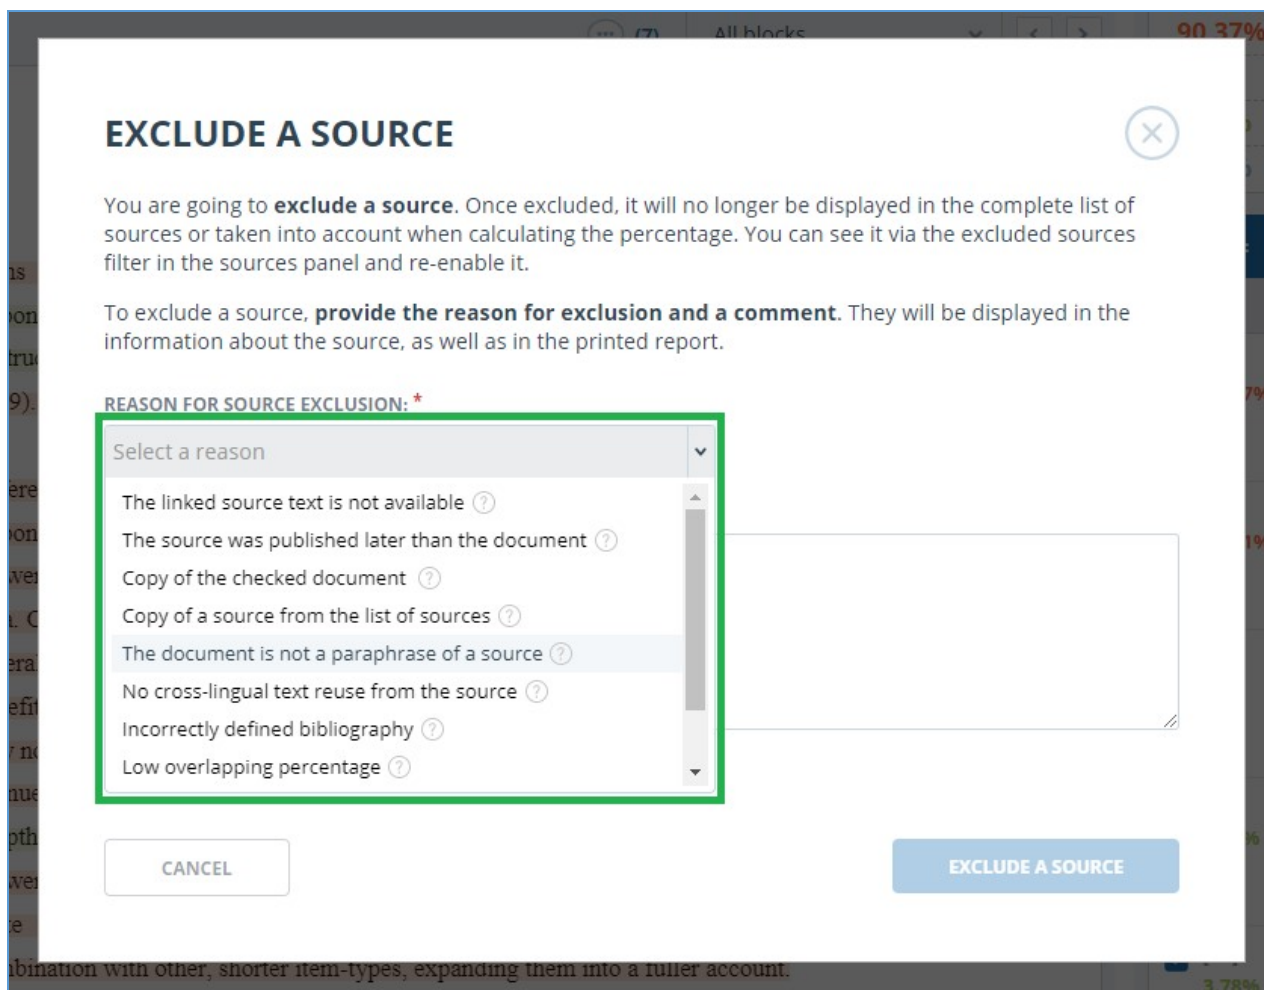 (7) All blocks 90.37%
EXCLUDE A SOURCE
You are going to exclude a source. Once excluded, it will no longer be displayed in the complete list of
sources or taken into account when calculating the percentage. You can see it via the excluded sources
filter in the sources panel and re-enable it.
To exclude a source, provide the reason for exclusion and a comment. They will be displayed in the
information about the source, as well as in the printed report.
REASON FOR SOURCE EXCLUSION: *
Select a reason
The linked source text is not available ?
The source was published later than the document ?
Copy of the checked document ?
Copy of a source from the list of sources ?
The document is not a paraphrase of a source ?
No cross-lingual text reuse from the source ?
Incorrectly defined bibliography ?
Low overlapping percentage ?
CANCEL
EXCLUDE A SOURCE
with other, shorter item-types, expanding them into a fuller account.
3.78%